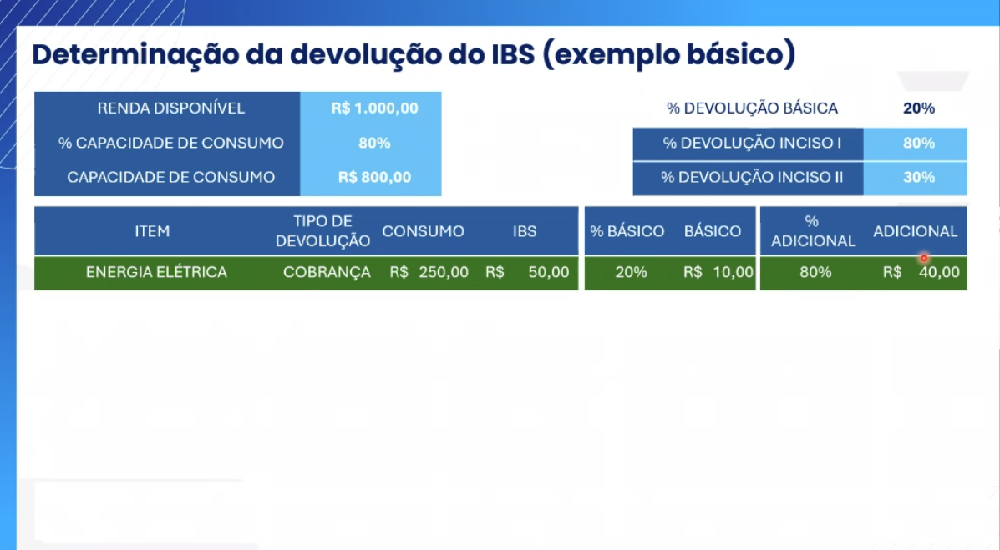 Determinação da devolução do IBS (exemplo básico)
RENDA DISPONÍVEL R$ 1.000,00
% CAPACIDADE DE CONSUMO 80%
CAPACIDADE DE CONSUMO R$ 800,00
% DEVOLUÇÃO BÁSICA 20%
% DEVOLUÇÃO INCISO I 80%
% DEVOLUÇÃO INCISO II 30%
ITEM TIPO DE DEVOLUÇÃO CONSUMO IBS % BÁSICO BÁSICO % ADICIONAL ADICIONAL
ENERGIA ELÉTRICA COBRANÇA R$ 250,00 R$ 50,00 20% R$ 10,00 80% R$ 40,00